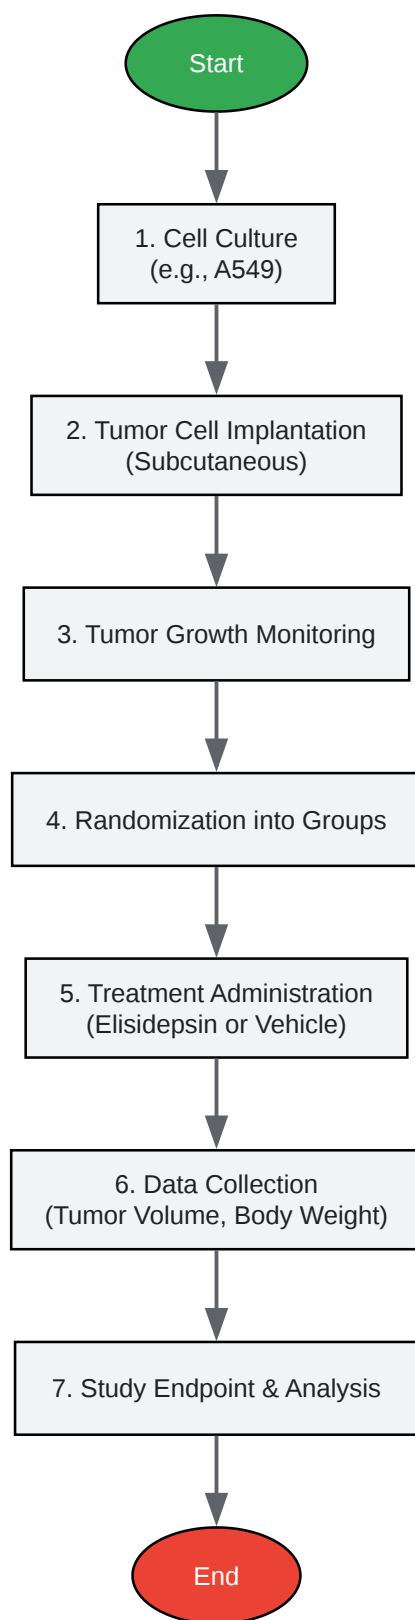 Start
1. Cell Culture
(e.g., A549)
2. Tumor Cell Implantation
(Subcutaneous)
3. Tumor Growth Monitoring
4. Randomization into Groups
5. Treatment Administration
(Elisidepsin or Vehicle)
6. Data Collection
(Tumor Volume, Body Weight)
7. Study Endpoint & Analysis
End